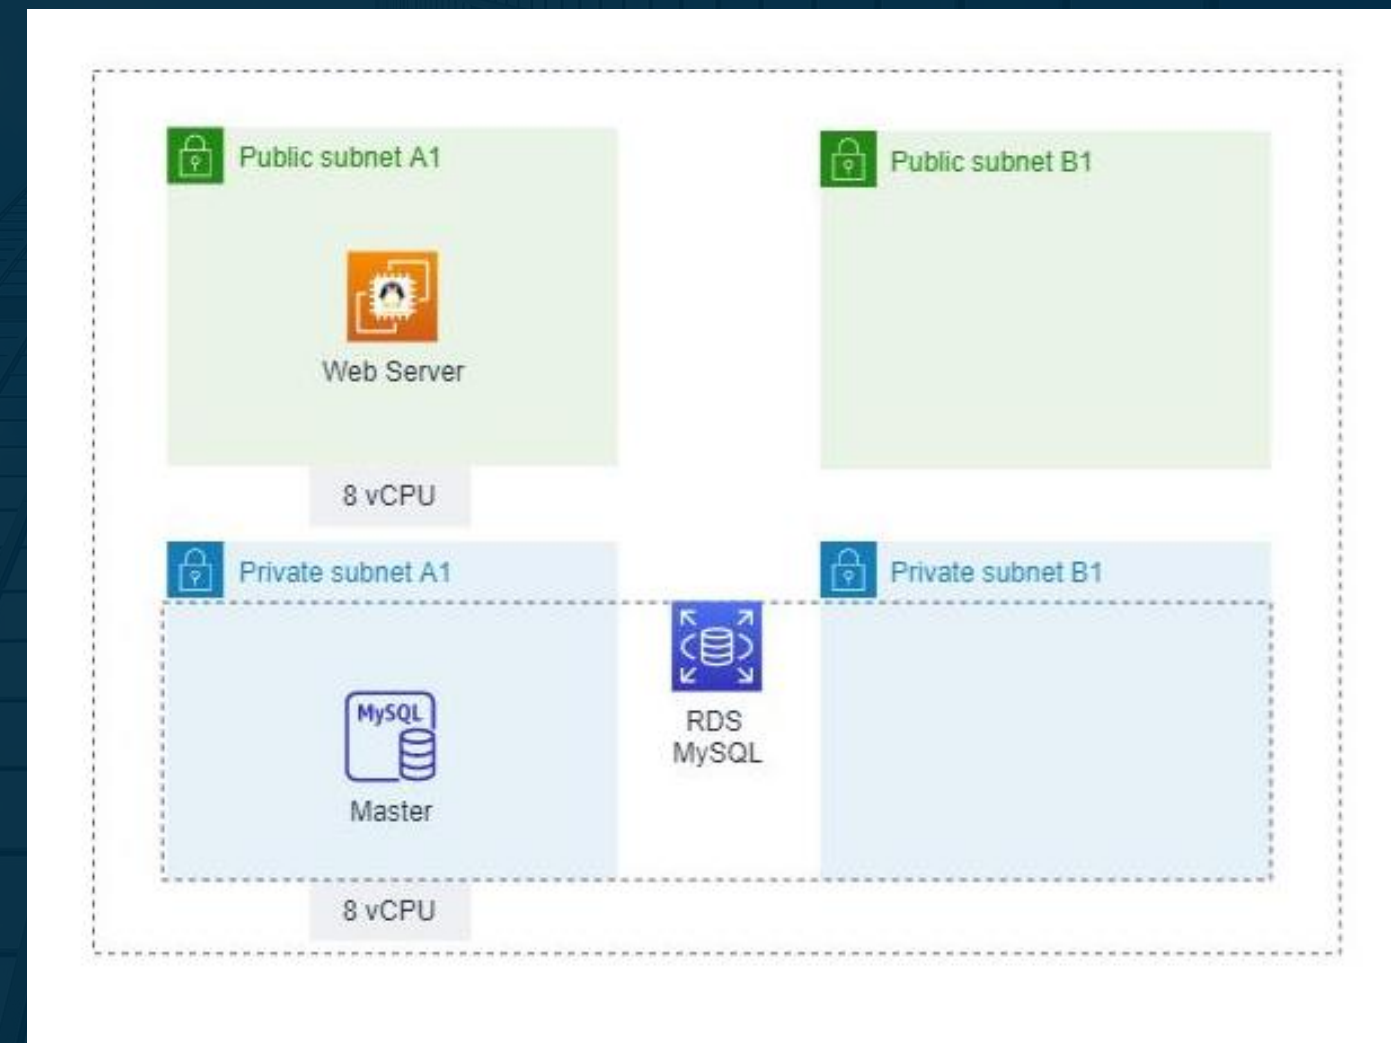 Public subnet A1
Public subnet B1
Web Server
8 vCPU
Private subnet A1
Private subnet B1
MySQL
Master
RDS
MySQL
8 vCPU